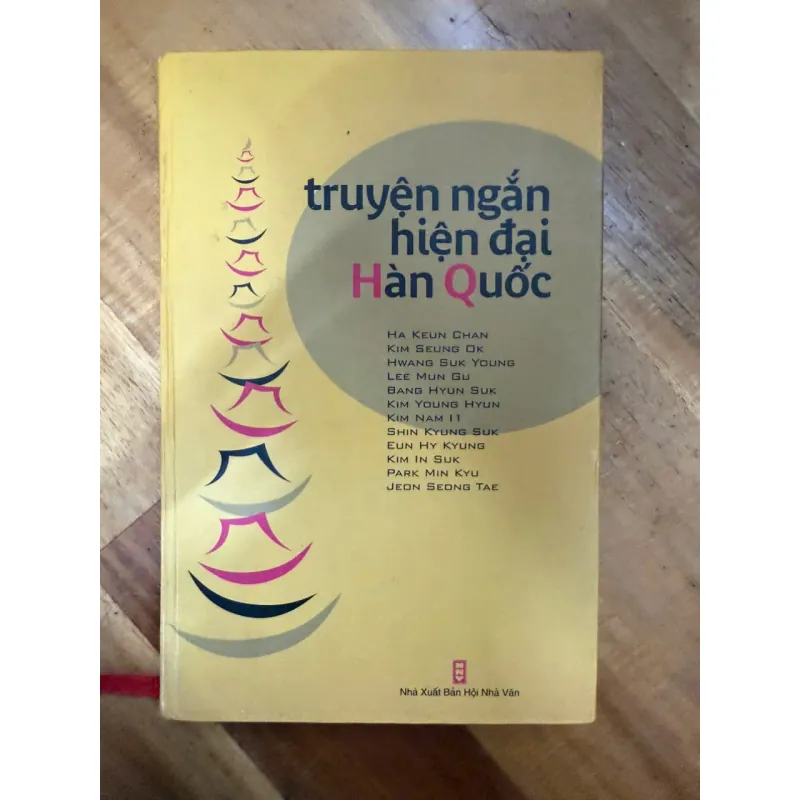 truyện ngắn
hiện đại
Hàn Quốc
HA KEUN CHAN
KIM SEUNG OK
HWANG SUK YOUNG
LEE MUN GU
BANG HYUN SUK
KIM YOUNG HYUN
KIM NAM I1
SHIN KYUNG SUK
EUN HY KYUNG
KIM IN SUK
PARK MIN KYU
JEON SEONG TAE
Nhà Xuất Bản Hội Nhà Văn